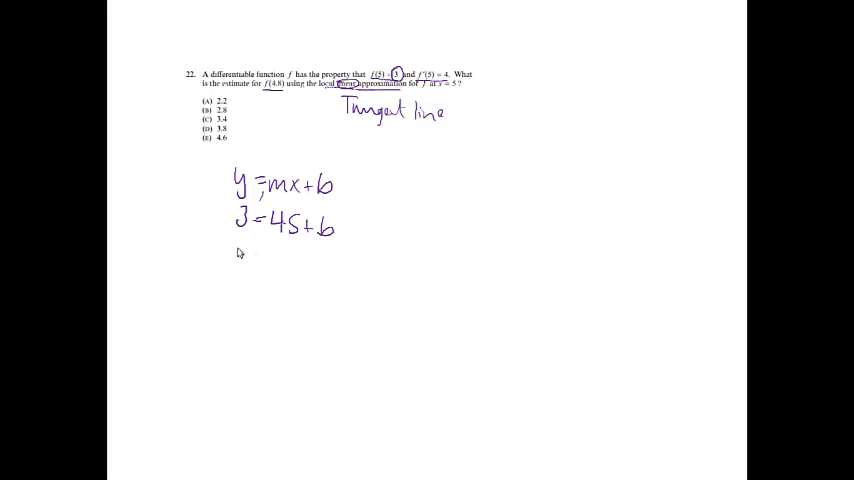 22. A differentiable function f has the property that f(5) = 3 and f'(5) = 4. What
is the estimate for f(4.8) using the local linear approximation for f at x = 5?
(A) 2.2
(B) 2.8
(C) 3.4
(D) 3.8
(E) 4.6
Tangent line
y = mx + b
3 = 45 + b